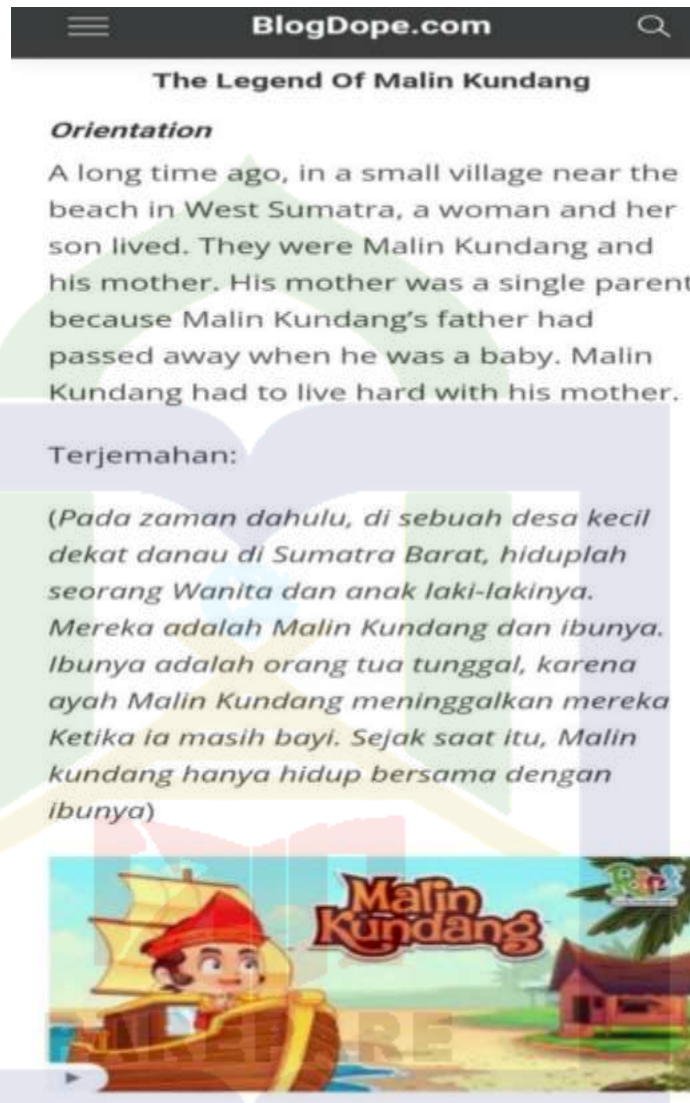 BlogDope.com
The Legend Of Malin Kundang
Orientation
A long time ago, in a small village near the
beach in West Sumatra, a woman and her
son lived. They were Malin Kundang and
his mother. His mother was a single parent
because Malin Kundang's father had
passed away when he was a baby. Malin
Kundang had to live hard with his mother.
Terjemahan:
(Pada zaman dahulu, di sebuah desa kecil
dekat danau di Sumatra Barat, hiduplah
seorang Wanita dan anak laki-lakinya.
Mereka adalah Malin Kundang dan ibunya.
Ibunya adalah orang tua tunggal, karena
ayah Malin Kundang meninggalkan mereka
Ketika ia masih bayi. Sejak saat itu, Malin
kundang hanya hidup bersama dengan
ibunya)
Malin
Kundang